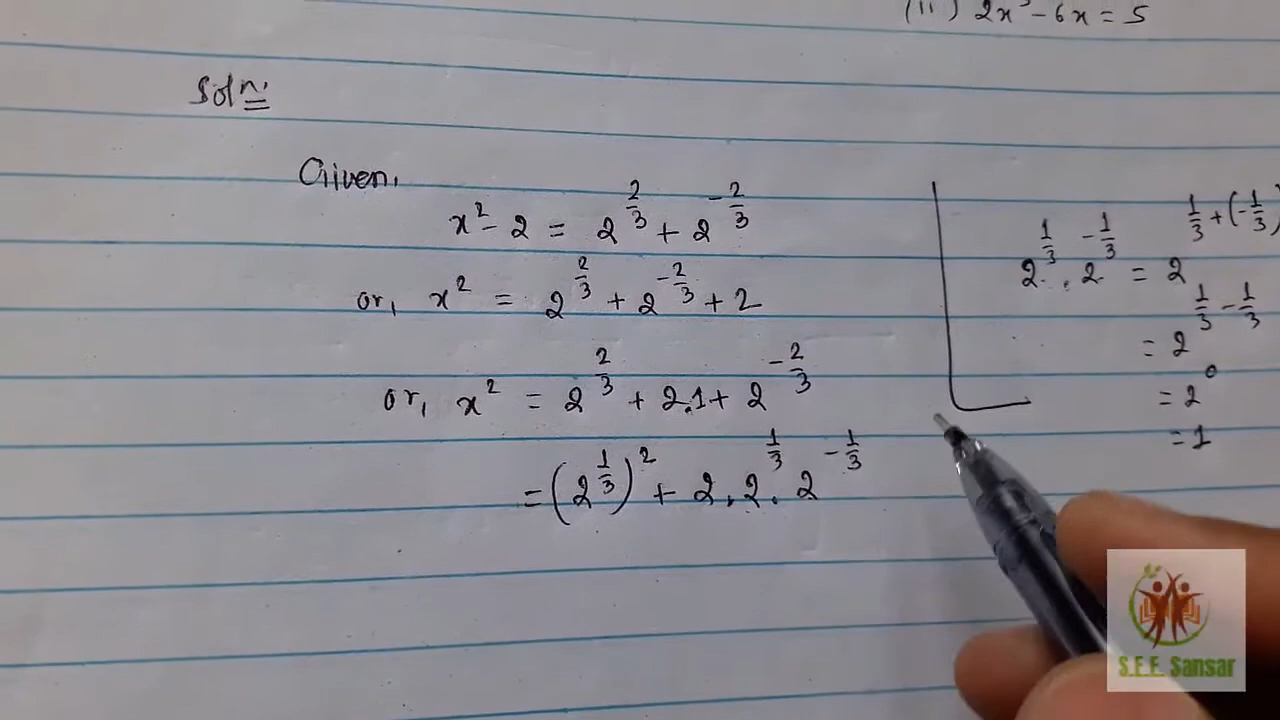 (ii) 2x³ - 6x = 5
Solⁿ:
Given,
x² - 2 = 2^(2/3) + 2^(-2/3)
or, x² = 2^(2/3) + 2^(-2/3) + 2
or, x² = 2^(2/3) + 2.1 + 2^(-2/3)
= (2^(1/3))² + 2 . 2^(1/3) . 2^(-1/3)
2^(1/3) . 2^(-1/3) = 2^(1/3 + (-1/3)
= 2^(1/3 - 1/3)
= 2^0
= 1
S.E.E. Sansar